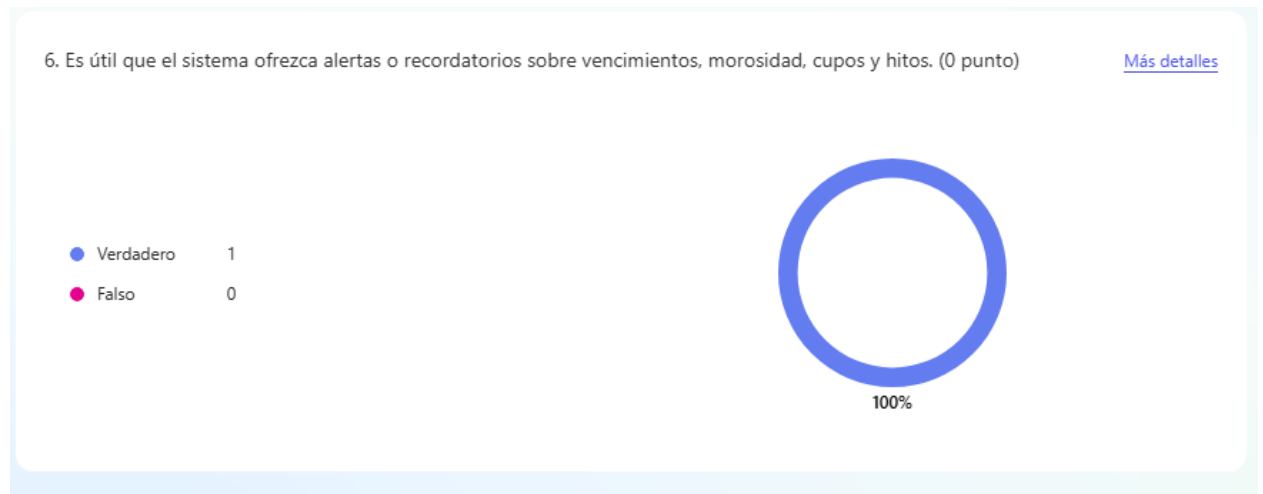 6. Es útil que el sistema ofrezca alertas o recordatorios sobre vencimientos, morosidad, cupos y hitos. (0 punto)
Más detalles
Verdadero 1
Falso 0
100%